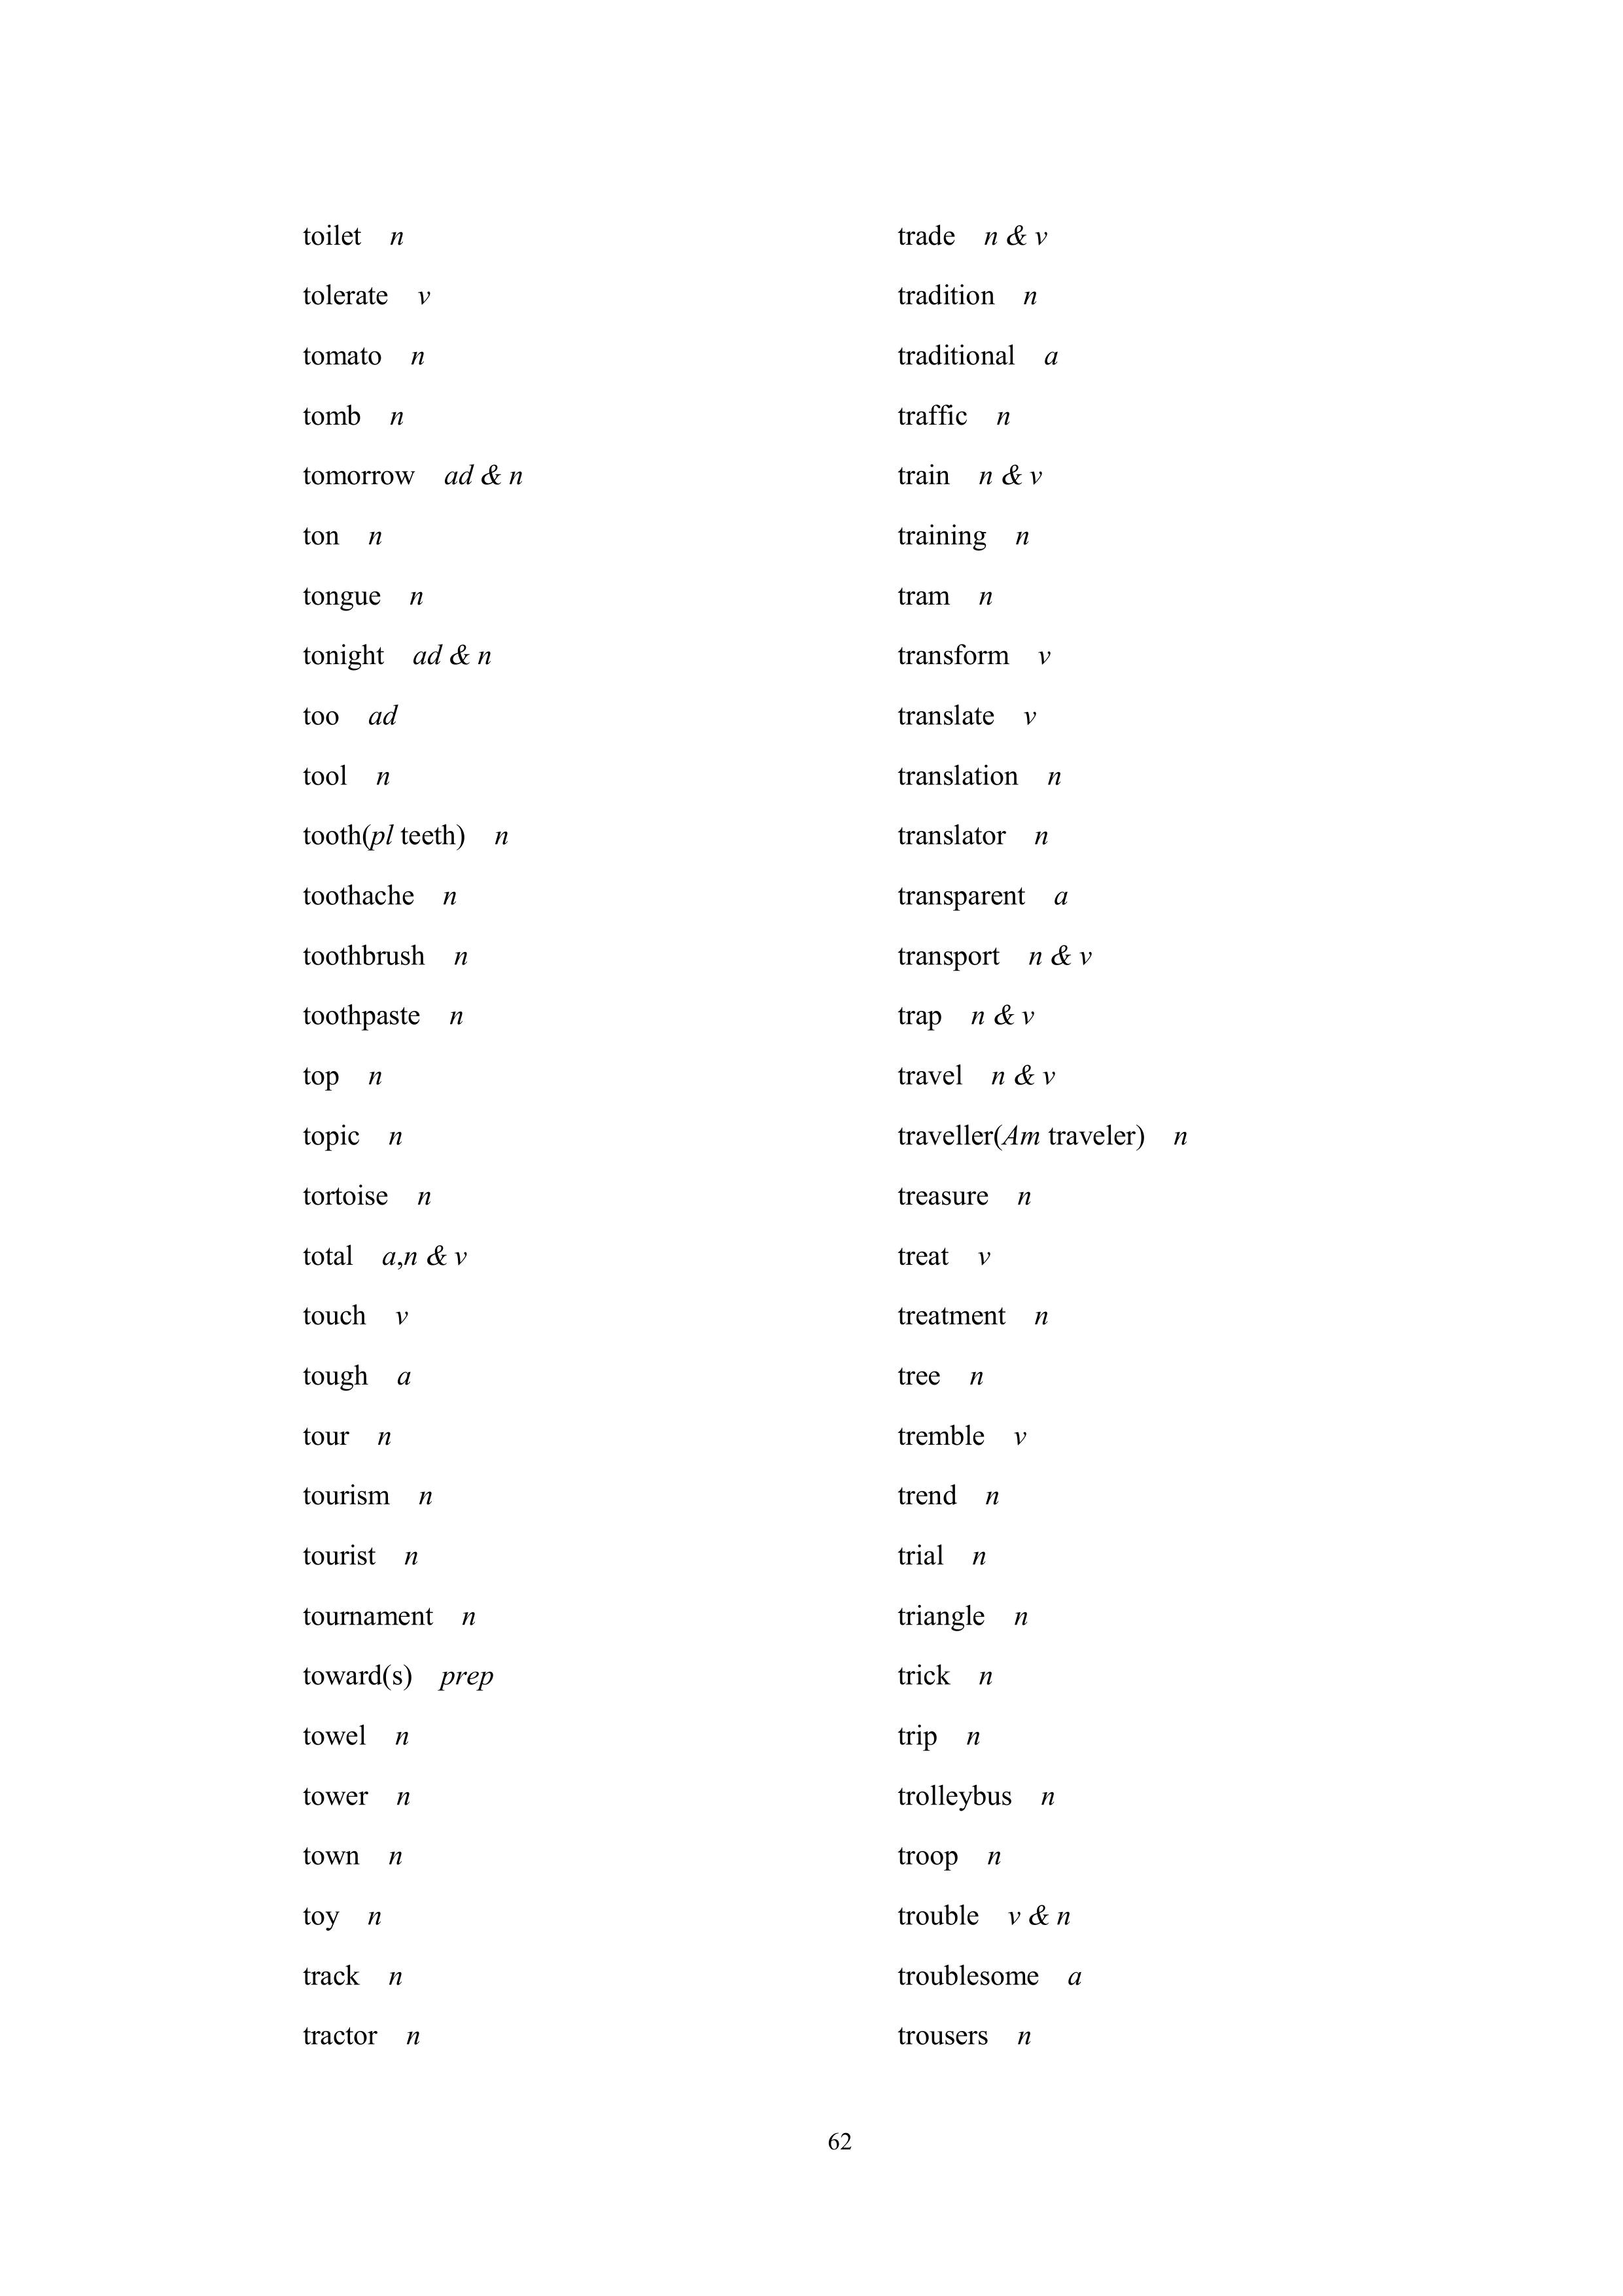 toilet n
tolerate v
tomato n
tomb n
tomorrow ad & n
ton n
tongue n
tonight ad & n
too ad
tool n
tooth(pl teeth) n
toothache n
toothbrush n
toothpaste n
top n
topic n
tortoise n
total a,n & v
touch v
tough a
tour n
tourism n
tourist n
tournament n
toward(s) prep
towel n
tower n
town n
toy n
track n
tractor n
trade n & v
tradition n
traditional a
traffic n
train n & v
training n
tram n
transform v
translate v
translation n
translator n
transparent a
transport n & v
trap n & v
travel n & v
traveller(Am traveler) n
treasure n
treat v
treatment n
tree n
tremble v
trend n
trial n
triangle n
trick n
trip n
trolleybus n
troop n
trouble v & n
troublesome a
trousers n
62